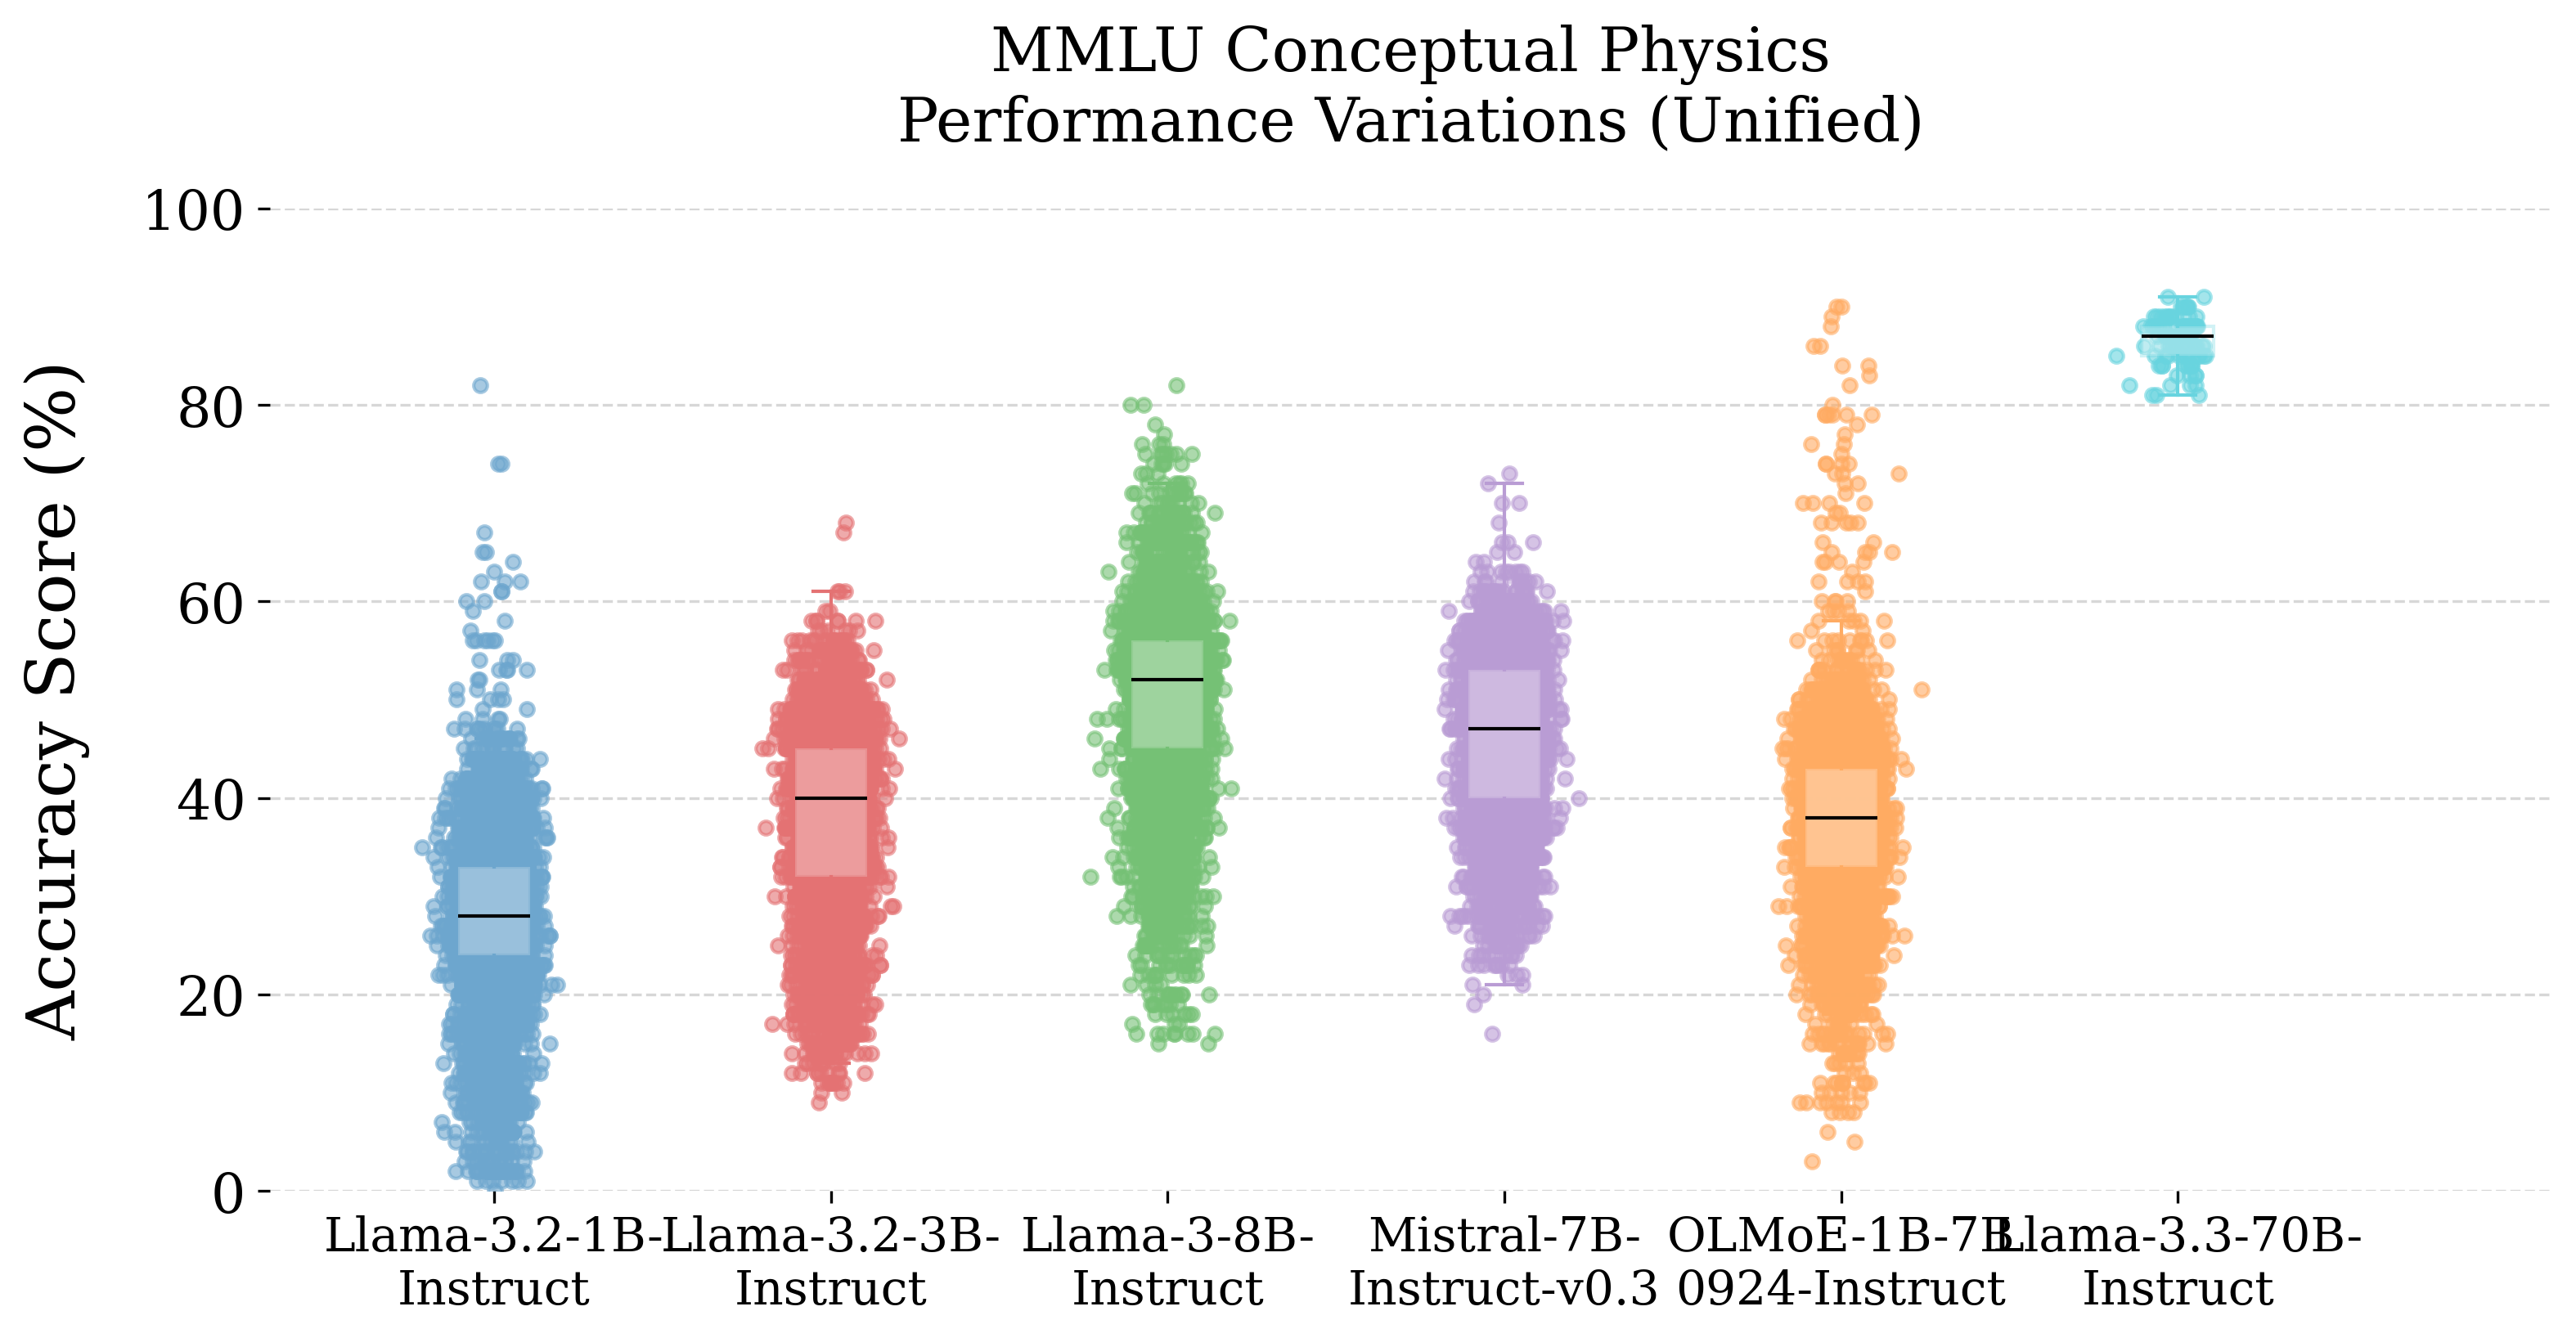 MMLU Conceptual Physics
Performance Variations (Unified)
Accuracy Score (%)
100
80
60
40
20
0
Llama-3.2-1B-
Instruct
Llama-3.2-3B-
Instruct
Llama-3-8B-
Instruct
Mistral-7B-
Instruct-v0.3
OLMoE-1B-7B
0924-Instruct
Llama-3.3-70B-
Instruct